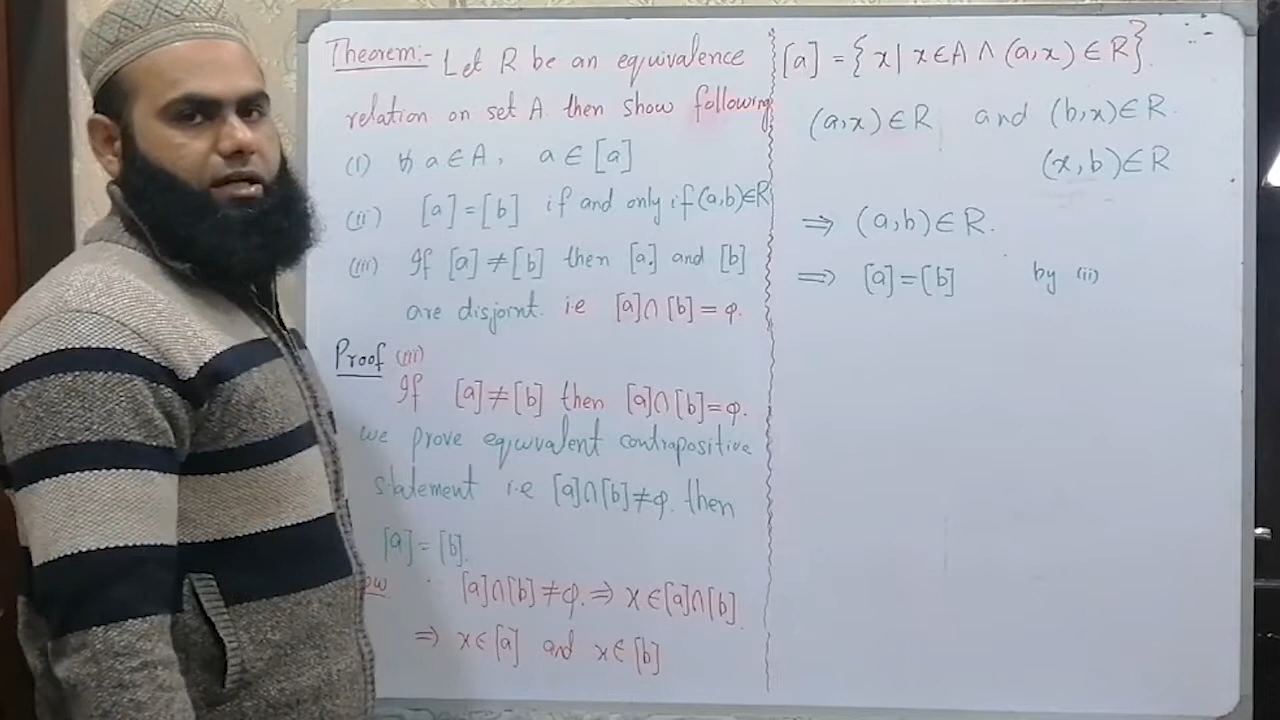 Theorem:- Let R be an equivalence
relation on set A then show following
(i) ∀ a∈A, a∈[a]
(ii) [a]=[b] if and only if (a,b)∈R
(iii) If [a]≠[b] then [a] and [b]
are disjoint. i.e [a]∩[b]=φ.
Proof (iii)
If [a]≠[b] then [a]∩[b]=φ.
we prove equivalent contrapositive
statement i.e [a]∩[b]≠φ. then
[a]=[b].
[a]∩[b]≠φ. ⇒ x∈[a]∩[b].
⇒ x∈[a] and x∈[b]
[a]={x| x∈A ∧ (a,x)∈R}.
(a,x)∈R and (b,x)∈R.
(x,b)∈R
⇒ (a,b)∈R.
⇒ [a]=[b] by (ii)